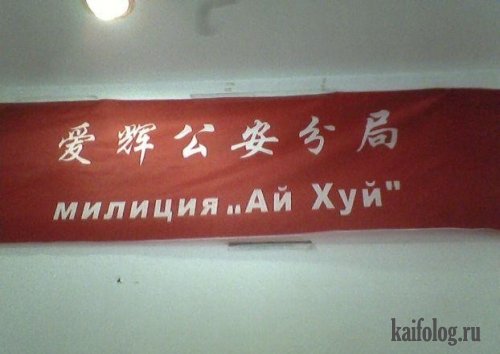 爱辉公安分局
милиция „Ай Хуй"
kaifolog.ru